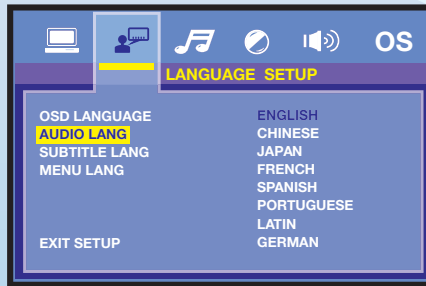 OS
LANGUAGE SETUP
OSD LANGUAGE ENGLISH
AUDIO LANG CHINESE
SUBTITLE LANG JAPAN
MENU LANG FRENCH
SPANISH
PORTUGUESE
LATIN
EXIT SETUP GERMAN